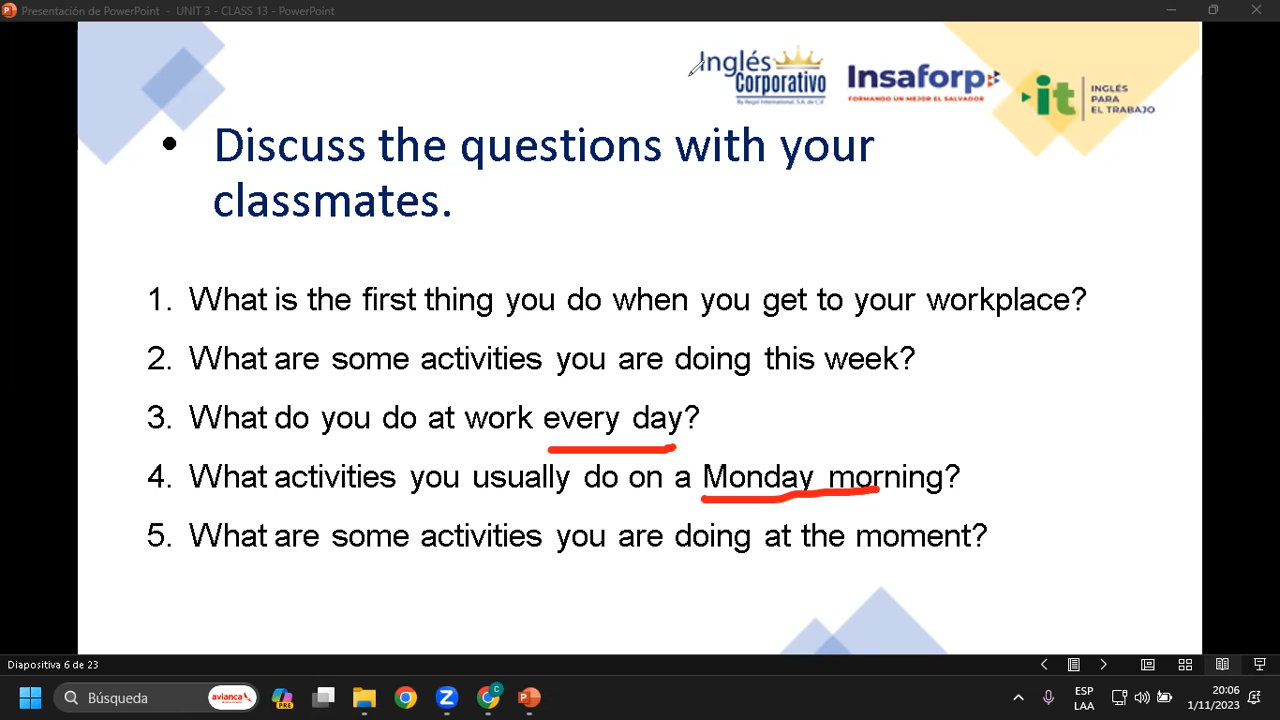 Presentación de PowerPoint - UNIT 3 - CLASS 13 - PowerPoint
Inglés
Corporativo
By Regal International, S.A. de C.V.
Insaforp
FORMANDO UN MEJOR EL SALVADOR
it
INGLÉS
PARA
EL TRABAJO
• Discuss the questions with your
classmates.
1. What is the first thing you do when you get to your workplace?
2. What are some activities you are doing this week?
3. What do you do at work every day?
4. What activities you usually do on a Monday morning?
5. What are some activities you are doing at the moment?
Diapositiva 6 de 23
Búsqueda
avianca
PRE
C
ESP
LAA
20:06
1/11/2023